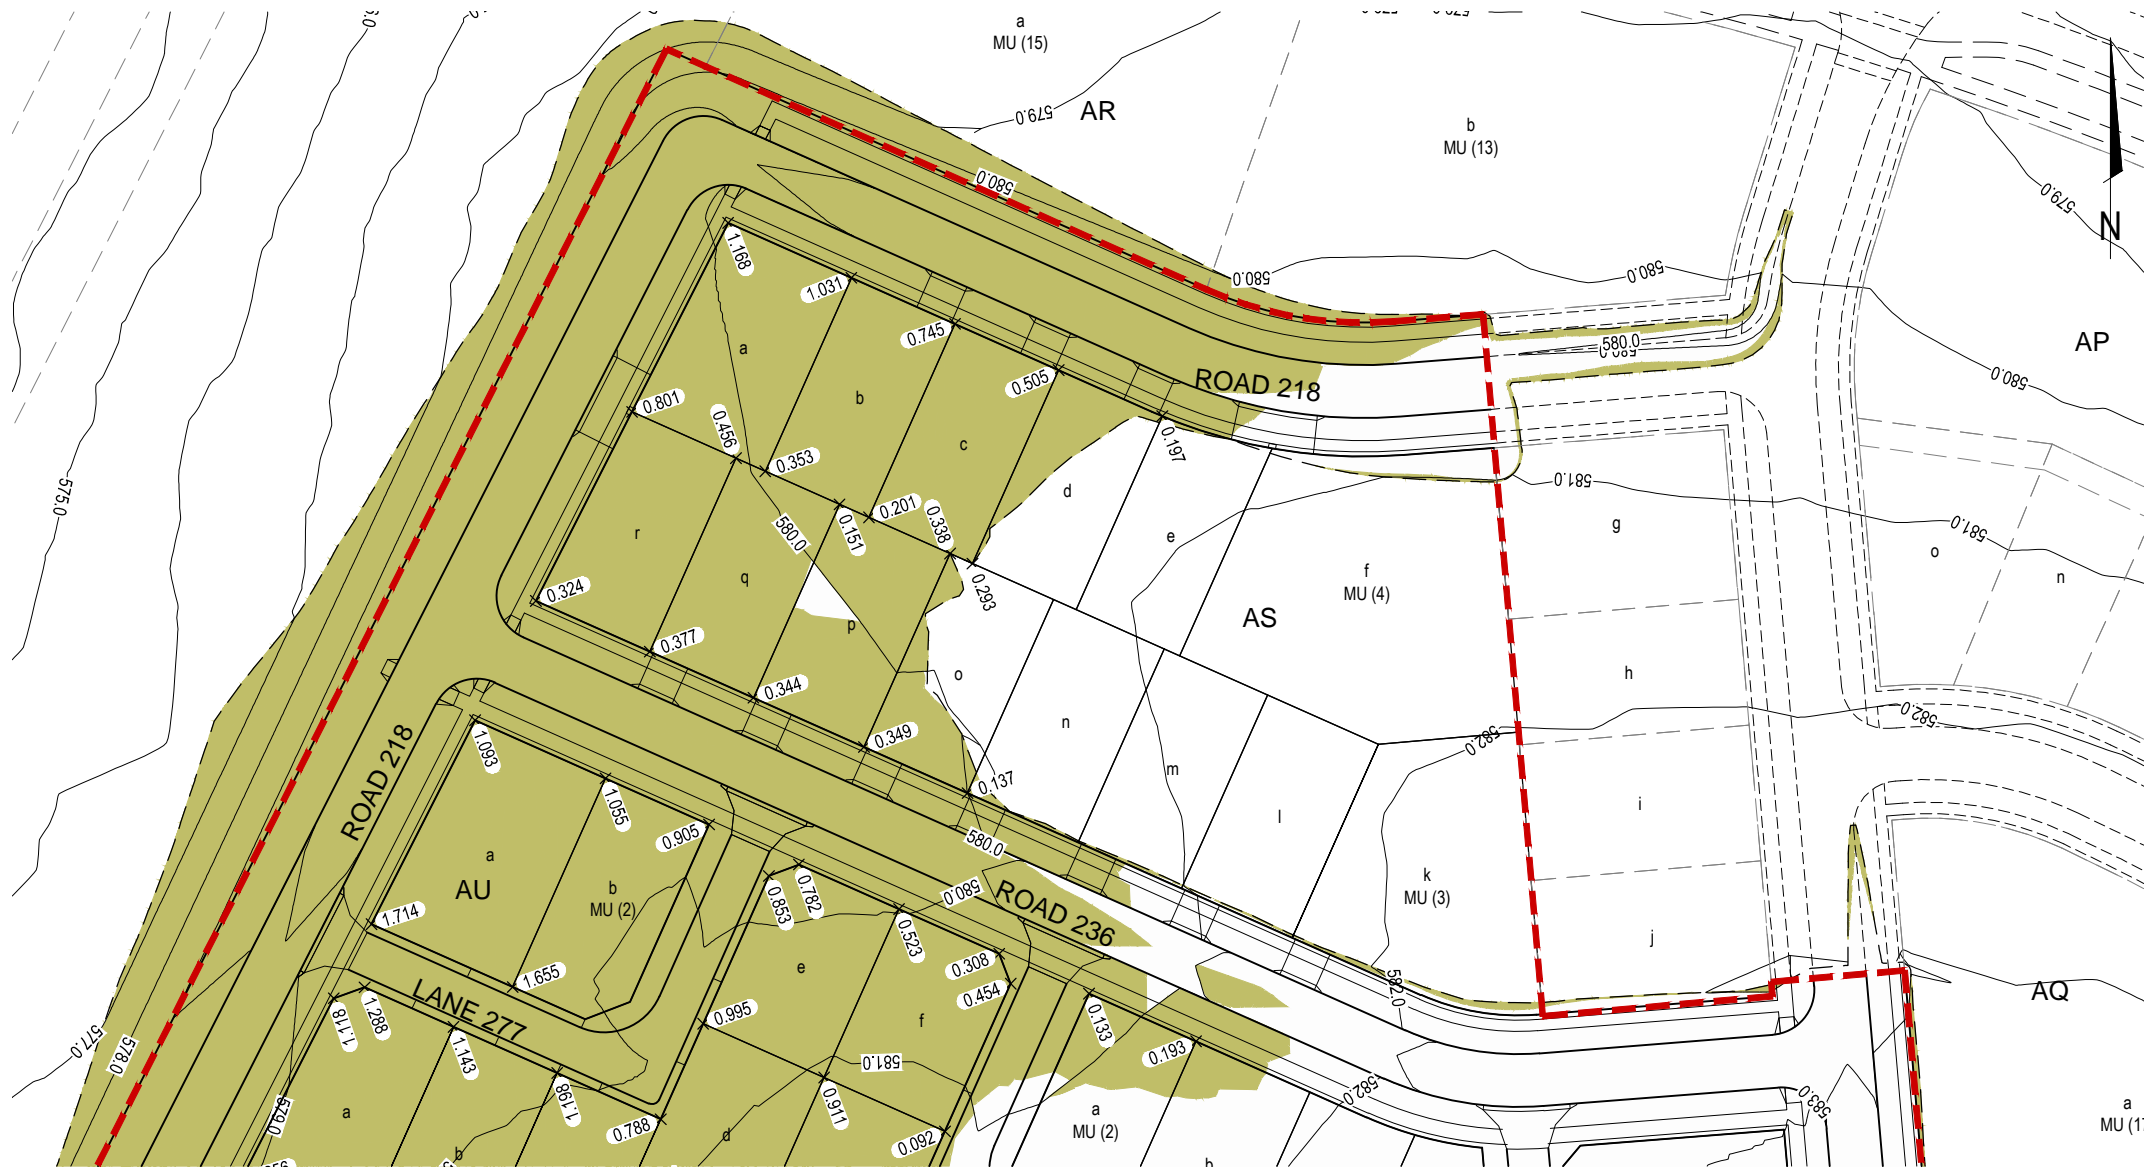 a
MU (15)
AR
579.0
b
MU (13)
579.0
N
580.0
580.0
580.0
AP
580.0
580.0
1.168
1.031
0.745
0.505
ROAD 218
0.197
a
b
c
d
e
0.801
0.456
0.353
0.201
0.151
0.338
0.293
580.0
r
q
p
o
n
m
l
f
MU (4)
AS
g
h
i
j
581.0
581.0
o
n
575.0
0.324
0.377
0.344
0.349
0.137
582.0
582.0
k
MU (3)
ROAD 218
1.093
1.055
0.905
a
AU
b
MU (2)
1.714
1.655
580.0
580.0
ROAD 236
0.853
0.782
0.523
0.308
0.454
e
f
LANE 277
1.118
1.288
1.143
1.198
0.995
0.788
0.911
0.092
581.0
0.133
0.193
582.0
582.0
583.0
AQ
577.0
578.0
579.0
a
b
d
a
MU (2)
b
a